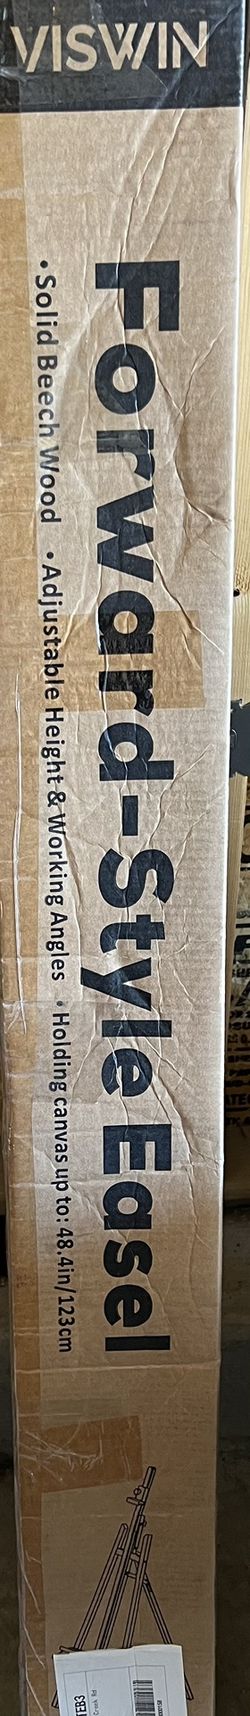 VISWIN
Forward-Style Easel
•Solid Beech Wood •Adjustable Height & Working Angles •Holding canvas up to: 48.4in/123cm